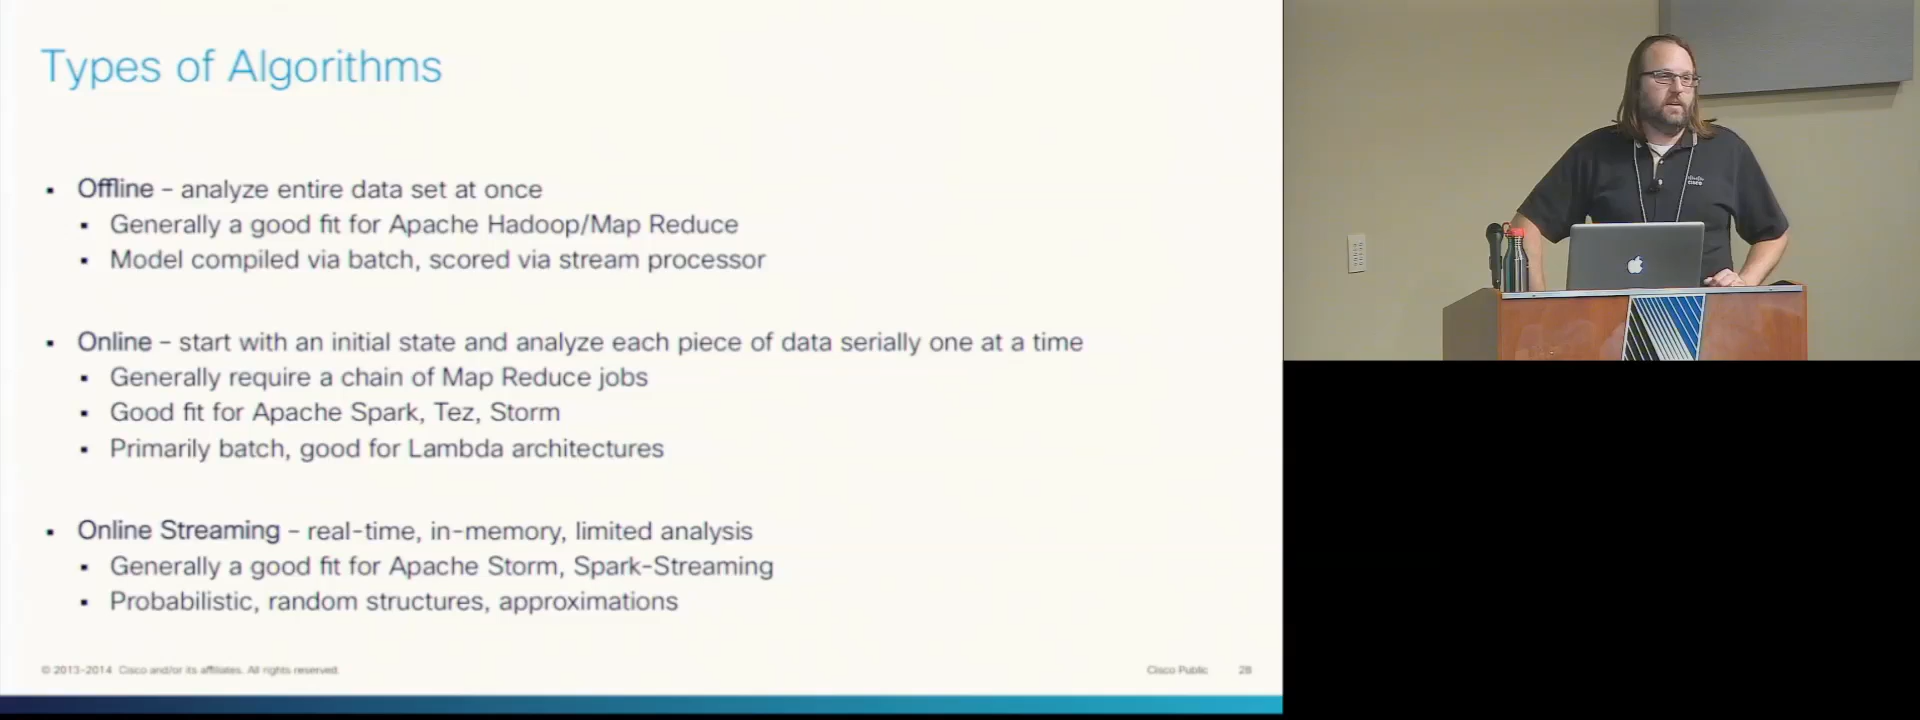 Types of Algorithms
▪ Offline – analyze entire data set at once
▪ Generally a good fit for Apache Hadoop/Map Reduce
▪ Model compiled via batch, scored via stream processor
▪ Online – start with an initial state and analyze each piece of data serially one at a time
▪ Generally require a chain of Map Reduce jobs
▪ Good fit for Apache Spark, Tez, Storm
▪ Primarily batch, good for Lambda architectures
▪ Online Streaming – real-time, in-memory, limited analysis
▪ Generally a good fit for Apache Storm, Spark-Streaming
▪ Probabilistic, random structures, approximations
© 2013-2014 Cisco and/or its affiliates. All rights reserved.
Cisco Public 28
CISCO